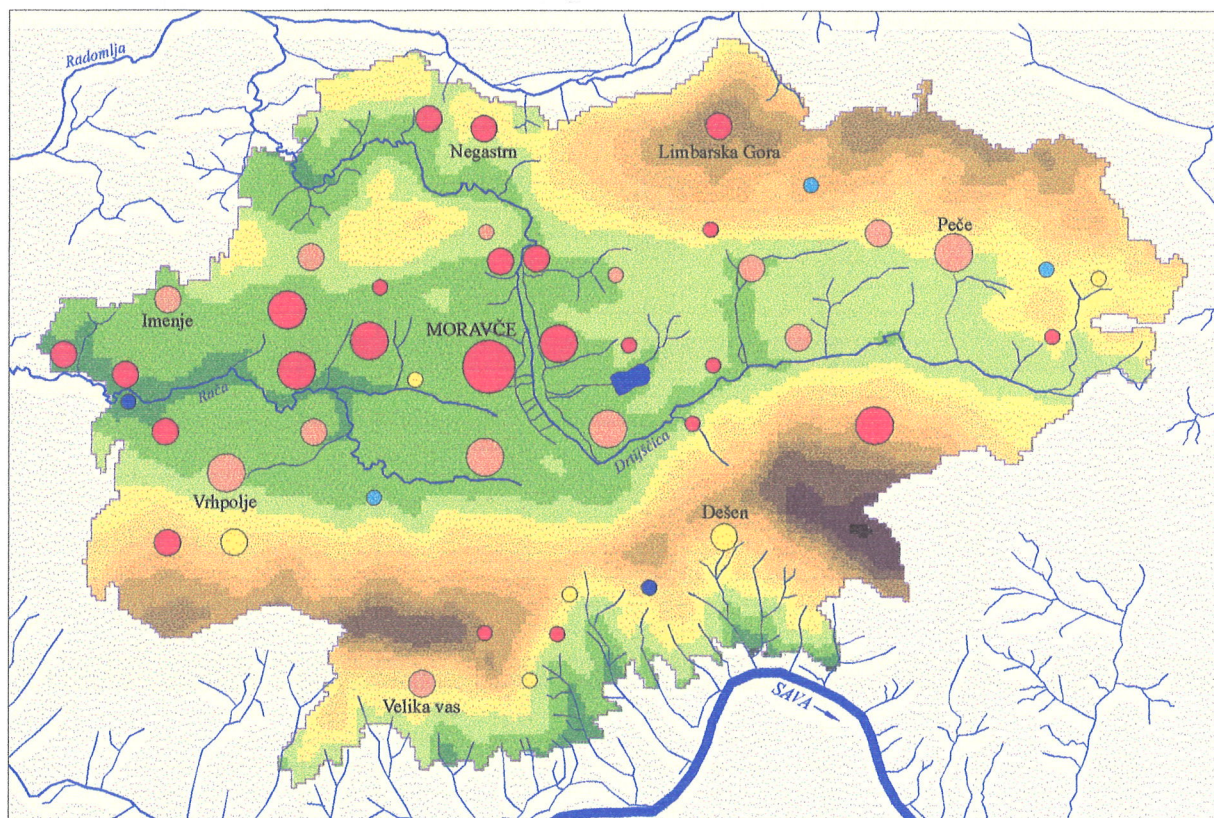 Radomlja
Negastrn
Limbarska Gora
Peče
Imenje
MORAVČE
Rača
Drtijščica
Vrhpolje
Dešen
SAVA
Velika vas